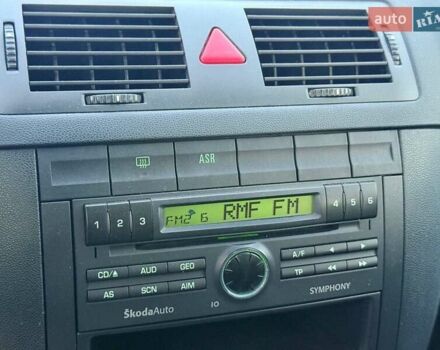 auto RIA
ASR
1 2 3
FM2 6 RMF FM
4 5 6
CD/▲ AUD GEO
A/F ◀ ▶
AS SCN AIM
TP ◀◀ ▶▶
ŠkodaAuto
IO
SYMPHONY